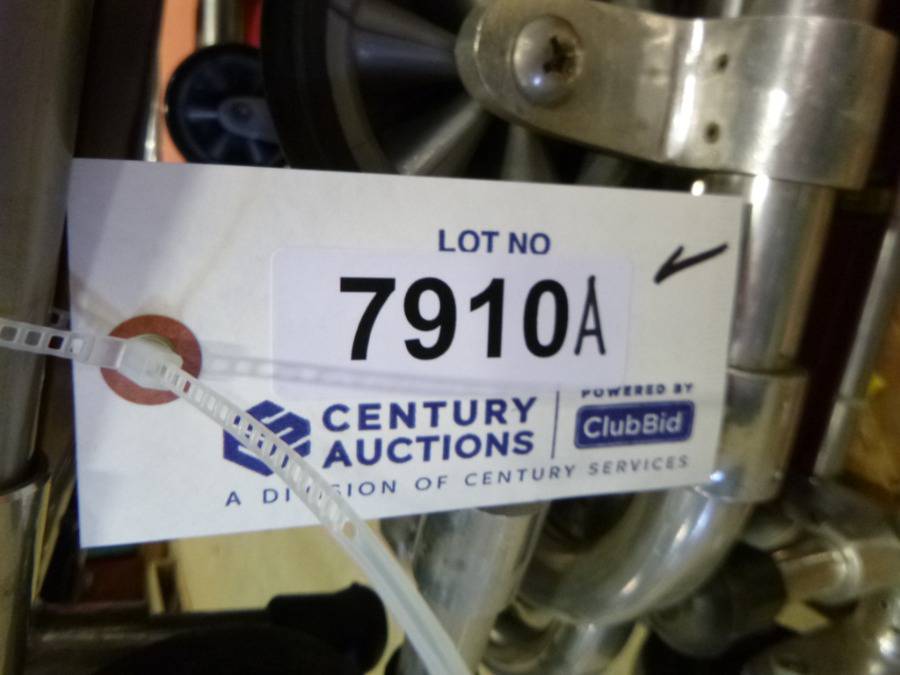 LOT NO
7910A
CENTURY
AUCTIONS
POWERED BY
ClubBid
A DIVISION OF CENTURY SERVICES